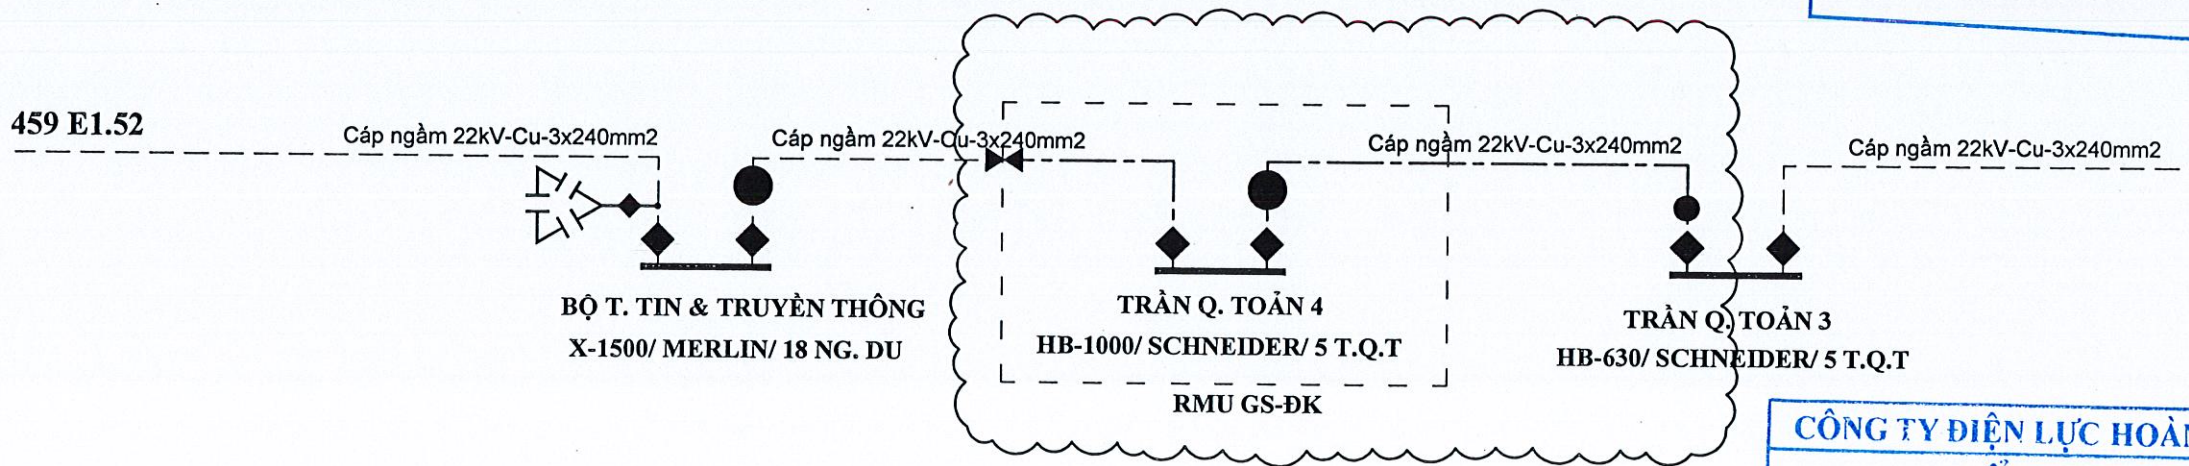 459 E1.52
Cáp ngầm 22kV-Cu-3x240mm2
Cáp ngầm 22kV-Cu-3x240mm2
Cáp ngầm 22kV-Cu-3x240mm2
Cáp ngầm 22kV-Cu-3x240mm2
BỘ T. TIN & TRUYỀN THÔNG
X-1500/ MERLIN/ 18 NG. DU
TRẦN Q. TOẢN 4
HB-1000/ SCHNEIDER/ 5 T.Q.T
RMU GS-ĐK
TRẦN Q. TOẢN 3
HB-630/ SCHNEIDER/ 5 T.Q.T
CÔNG TY ĐIỆN LỰC HOÀN